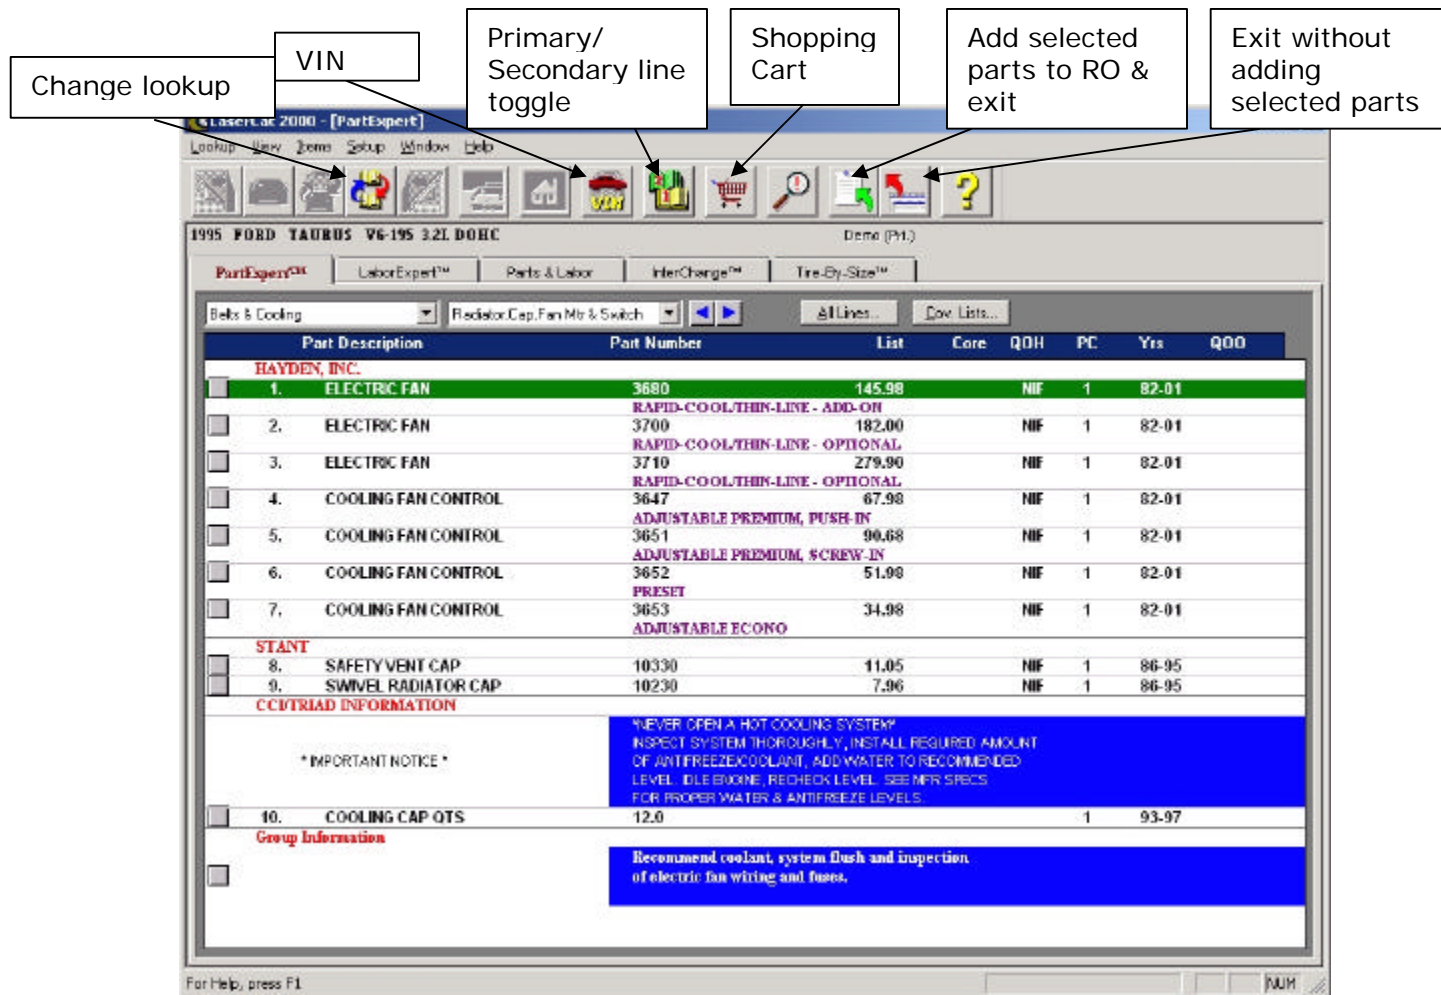 Change lookup
VIN
Primary/
Secondary line
toggle
Shopping
Cart
Add selected
parts to RO &
exit
Exit without
adding
selected parts
LaserCat 2000 - [PartExpert]
Lookup View Items Setup Window Help
VIN
1995 FORD TAURUS V6-195 3.2L DOHC Demo (Prt.)
PartExpert™ LaborExpert™ Parts & Labor InterChange™ Tire-By-Size™
Belts & Cooling Radiator,Cap,Fan Mtr & Switch All Lines... Cov. Lists...
Part Description Part Number List Core QOH PC Yrs QOO
HAYDEN, INC.
1. ELECTRIC FAN 3680 145.98 NIF 1 82-01
RAPID-COOL/THIN-LINE - ADD-ON
2. ELECTRIC FAN 3700 182.00 NIF 1 82-01
RAPID-COOL/THIN-LINE - OPTIONAL
3. ELECTRIC FAN 3710 279.90 NIF 1 82-01
RAPID-COOL/THIN-LINE - OPTIONAL
4. COOLING FAN CONTROL 3647 67.98 NIF 1 82-01
ADJUSTABLE PREMIUM, PUSH-IN
5. COOLING FAN CONTROL 3651 90.68 NIF 1 82-01
ADJUSTABLE PREMIUM, SCREW-IN
6. COOLING FAN CONTROL 3652 51.98 NIF 1 82-01
PRESET
7. COOLING FAN CONTROL 3653 34.98 NIF 1 82-01
ADJUSTABLE ECONO
STANT
8. SAFETY VENT CAP 10330 11.05 NIF 1 86-95
9. SWIVEL RADIATOR CAP 10230 7.96 NIF 1 86-95
CCI/TRIAD INFORMATION
* IMPORTANT NOTICE *
*NEVER OPEN A HOT COOLING SYSTEM*
INSPECT SYSTEM THOROUGHLY, INSTALL REQUIRED AMOUNT
OF ANTIFREEZE/COOLANT, ADD WATER TO RECOMMENDED
LEVEL. IDLE ENGINE, RECHECK LEVEL. SEE MFR SPECS
FOR PROPER WATER & ANTIFREEZE LEVELS.
10. COOLING CAP QTS 12.0 1 93-97
Group Information
Recommend coolant, system flush and inspection
of electric fan wiring and fuses.
For Help, press F1 NUM